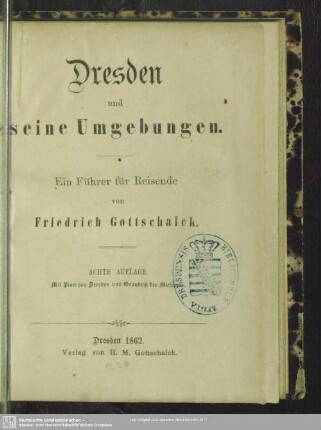 Dresden
und
seine Umgebungen.
Ein Führer für Reisende
von
Friedrich Gottschalck.
ACHTE AUFLAGE
Mit Plan von Dresden und Grundriß des
Dresden 1862.
Verlag von H. M. Gottschalck.